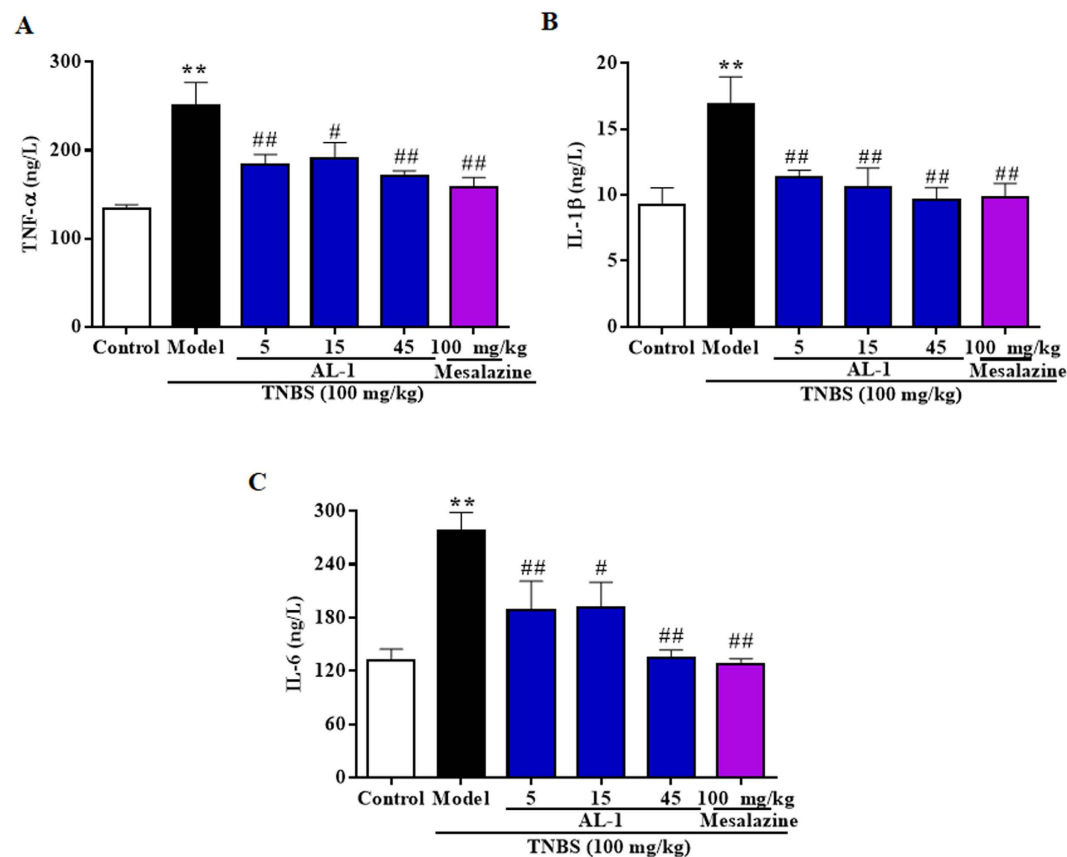 A
TNF-α (ng/L)
300
200
100
0
**
##
#
##
##
Control Model 5 15 45 100 mg/kg
AL-1 Mesalazine
TNBS (100 mg/kg)
B
IL-1β (ng/L)
20
15
10
5
0
**
##
##
##
##
Control Model 5 15 45 100 mg/kg
AL-1 Mesalazine
TNBS (100 mg/kg)
C
IL-6 (ng/L)
300
240
180
120
60
0
**
##
#
##
##
Control Model 5 15 45 100 mg/kg
AL-1 Mesalazine
TNBS (100 mg/kg)